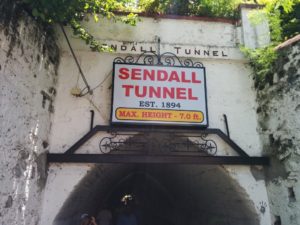 SENDALL TUNNEL
SENDALL
TUNNEL
EST. 1894
MAX. HEIGHT - 7.0 ft.